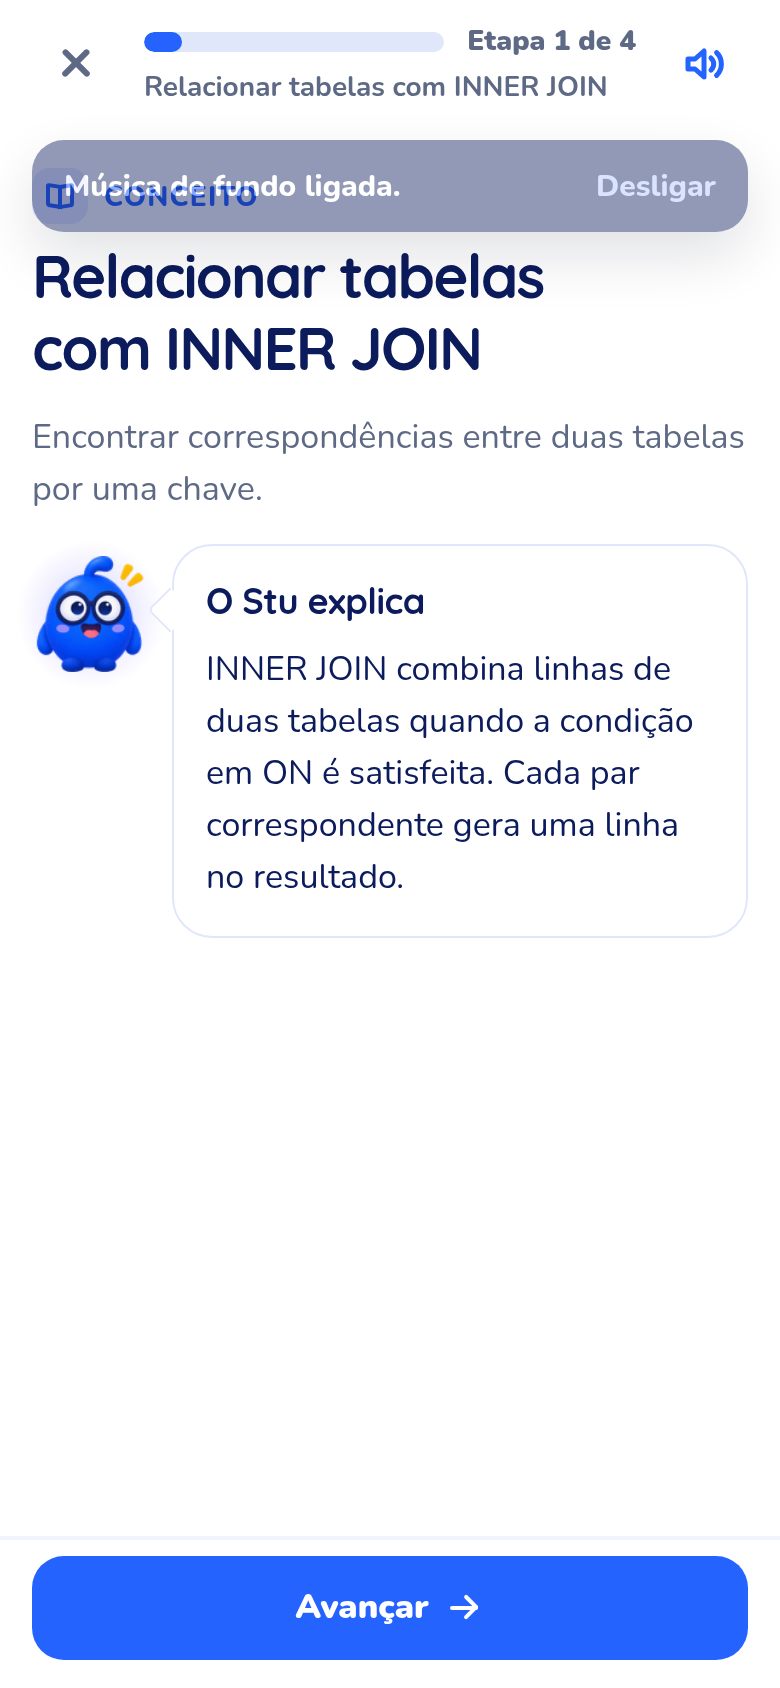 Etapa 1 de 4
Relacionar tabelas com INNER JOIN
Música de fundo ligada.
Desligar
CONCEITO
Relacionar tabelas
com INNER JOIN
Encontrar correspondências entre duas tabelas
por uma chave.
O Stu explica
INNER JOIN combina linhas de
duas tabelas quando a condição
em ON é satisfeita. Cada par
correspondente gera uma linha
no resultado.
Avançar